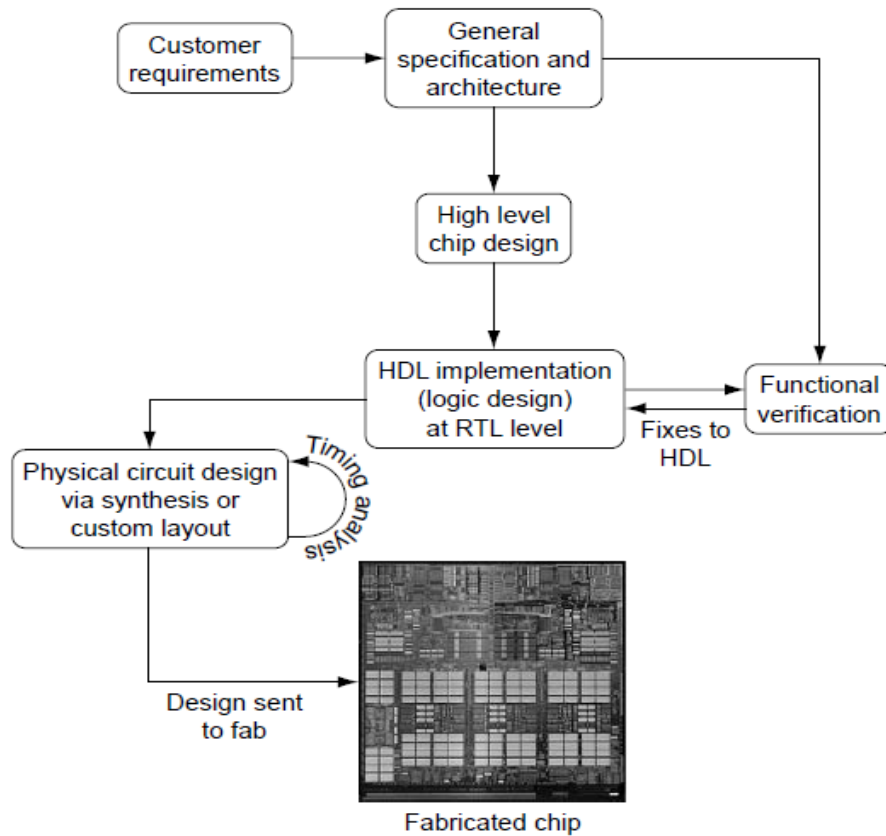 Customer
requirements
General
specification and
architecture
High level
chip design
HDL implementation
(logic design)
at RTL level
Functional
verification
Fixes to
HDL
Physical circuit design
via synthesis or
custom layout
Timing analysis
Design sent
to fab
Fabricated chip